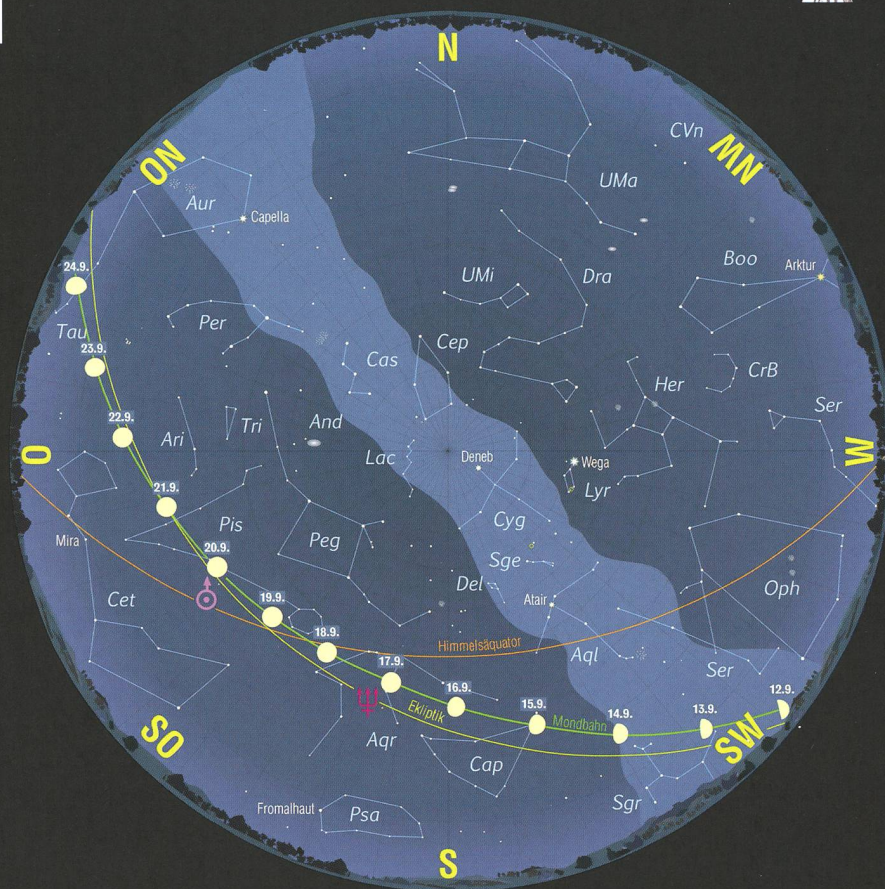 N
NO
NW
CVn
UMa
Aur
Capella
Boo
Arktur
24.9.
UMi
Dra
Tau
Per
23.9.
Cep
Cas
CrB
Her
22.9.
Ari
Tri
And
Ser
O
Lac
Deneb
Wega
W
Lyr
21.9.
Pis
Cyg
Mira
20.9.
Peg
Sge
Del
Oph
Cet
Atair
19.9.
18.9.
Himmelsäquator
Aql
17.9.
Ser
16.9.
12.9.
Ekliptik
15.9.
Mondbahn
14.9.
13.9.
SO
Aqr
SW
Cap
Sgr
Fromalhaut
Psa
S